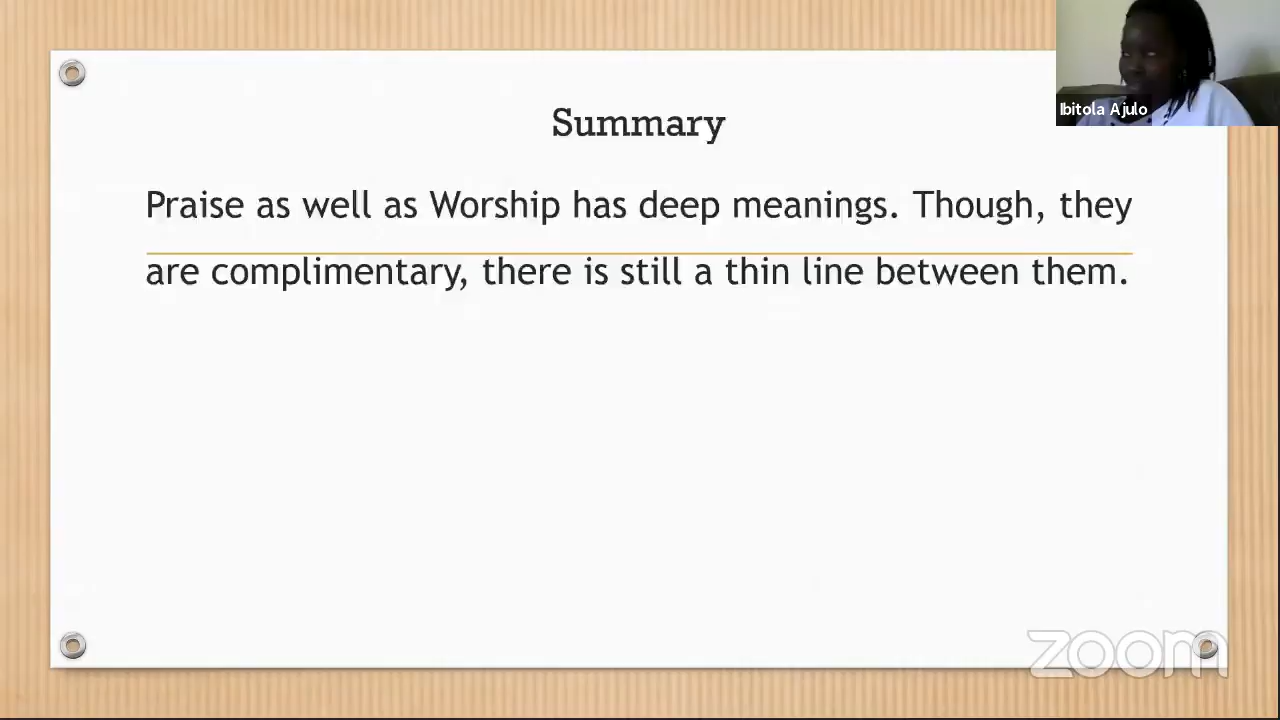 Ibitola Ajulo
Summary
Praise as well as Worship has deep meanings. Though, they
are complimentary, there is still a thin line between them.
zoom